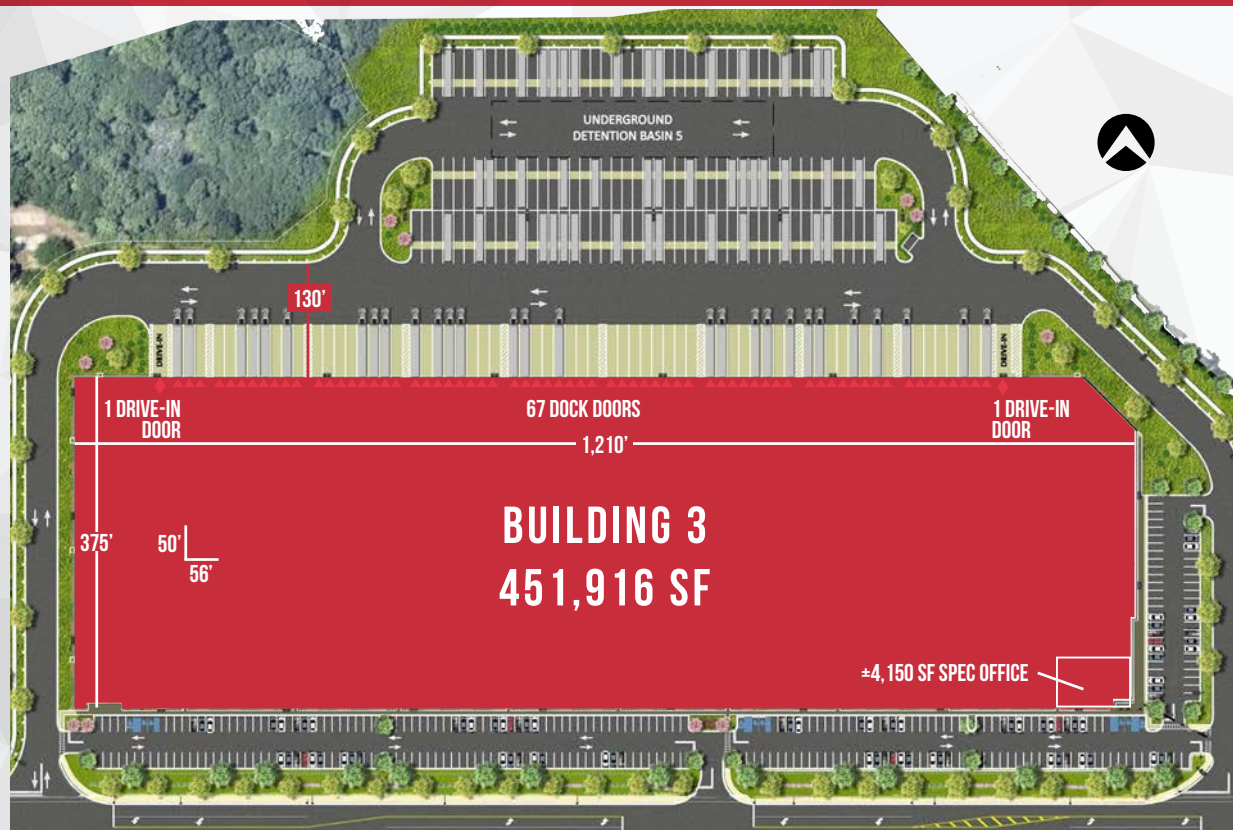 UNDERGROUND
DETENTION BASIN 5
130'
DRIVE-IN
DRIVE-IN
1 DRIVE-IN
DOOR
67 DOCK DOORS
1 DRIVE-IN
DOOR
1,210'
375'
50'
56'
BUILDING 3
451,916 SF
±4,150 SF SPEC OFFICE